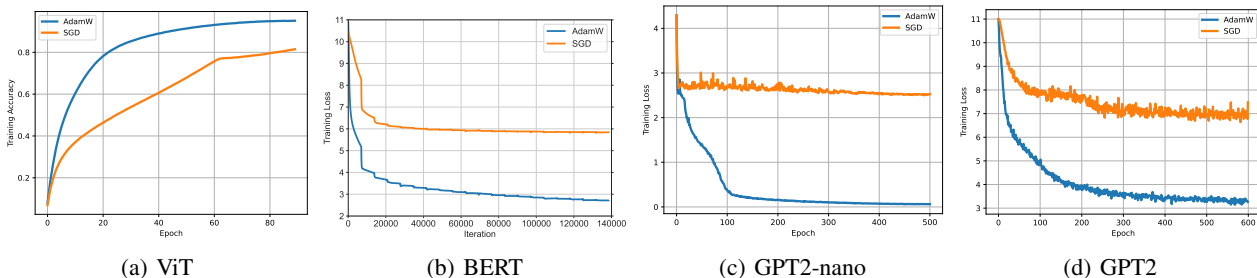 AdamW
SGD
Training Accuracy
0.8
0.6
0.4
0.2
0
20
40
60
80
Epoch
(a) ViT
AdamW
SGD
Training Loss
11
10
9
8
7
6
5
4
3
2
0
20000
40000
60000
80000
100000
120000
140000
Iteration
(b) BERT
AdamW
SGD
Training Loss
4
3
2
1
0
0
100
200
300
400
500
Epoch
(c) GPT2-nano
AdamW
SGD
Training Loss
11
10
9
8
7
6
5
4
3
0
100
200
300
400
500
600
Epoch
(d) GPT2